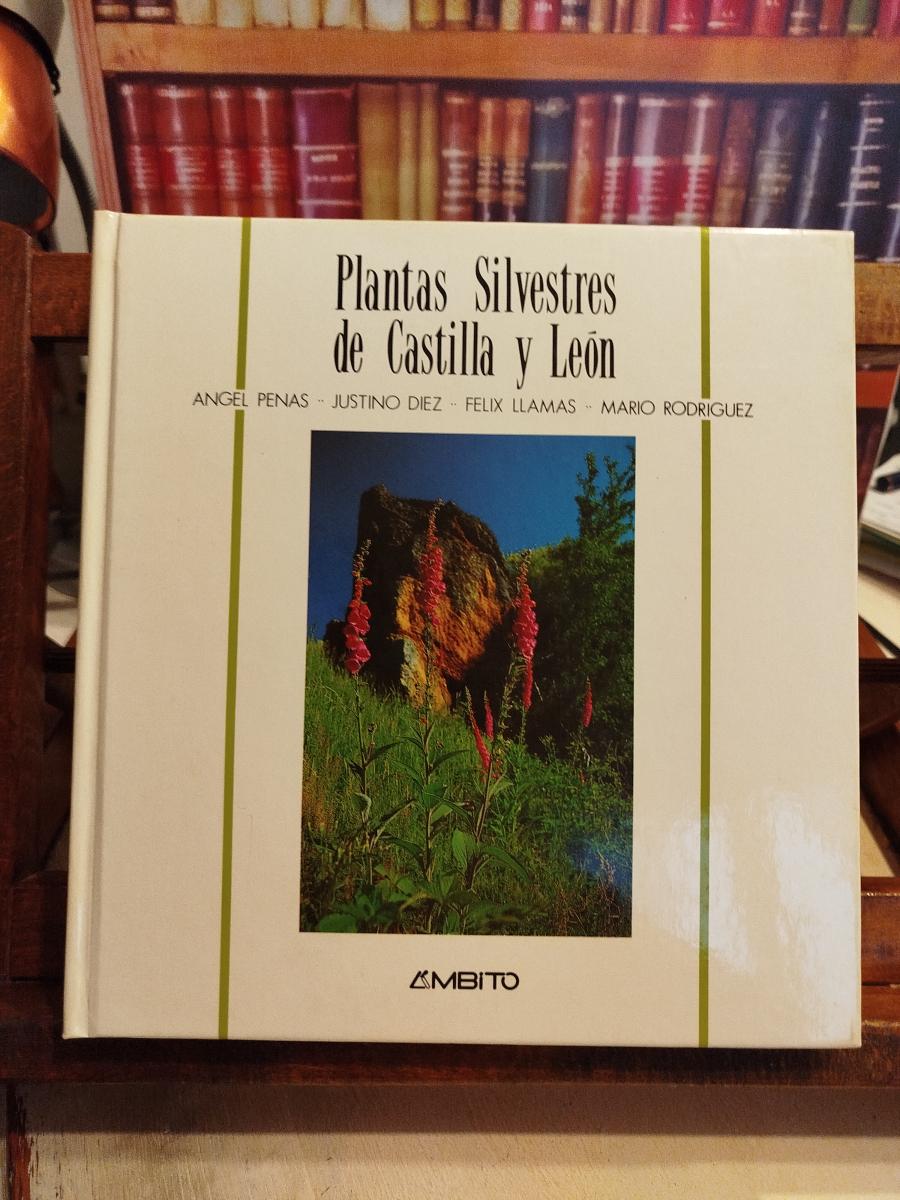 Plantas Silvestres
de Castilla y León
ANGEL PENAS ·· JUSTINO DIEZ ·· FELIX LLAMAS ·· MARIO RODRIGUEZ
ÁMBiTO